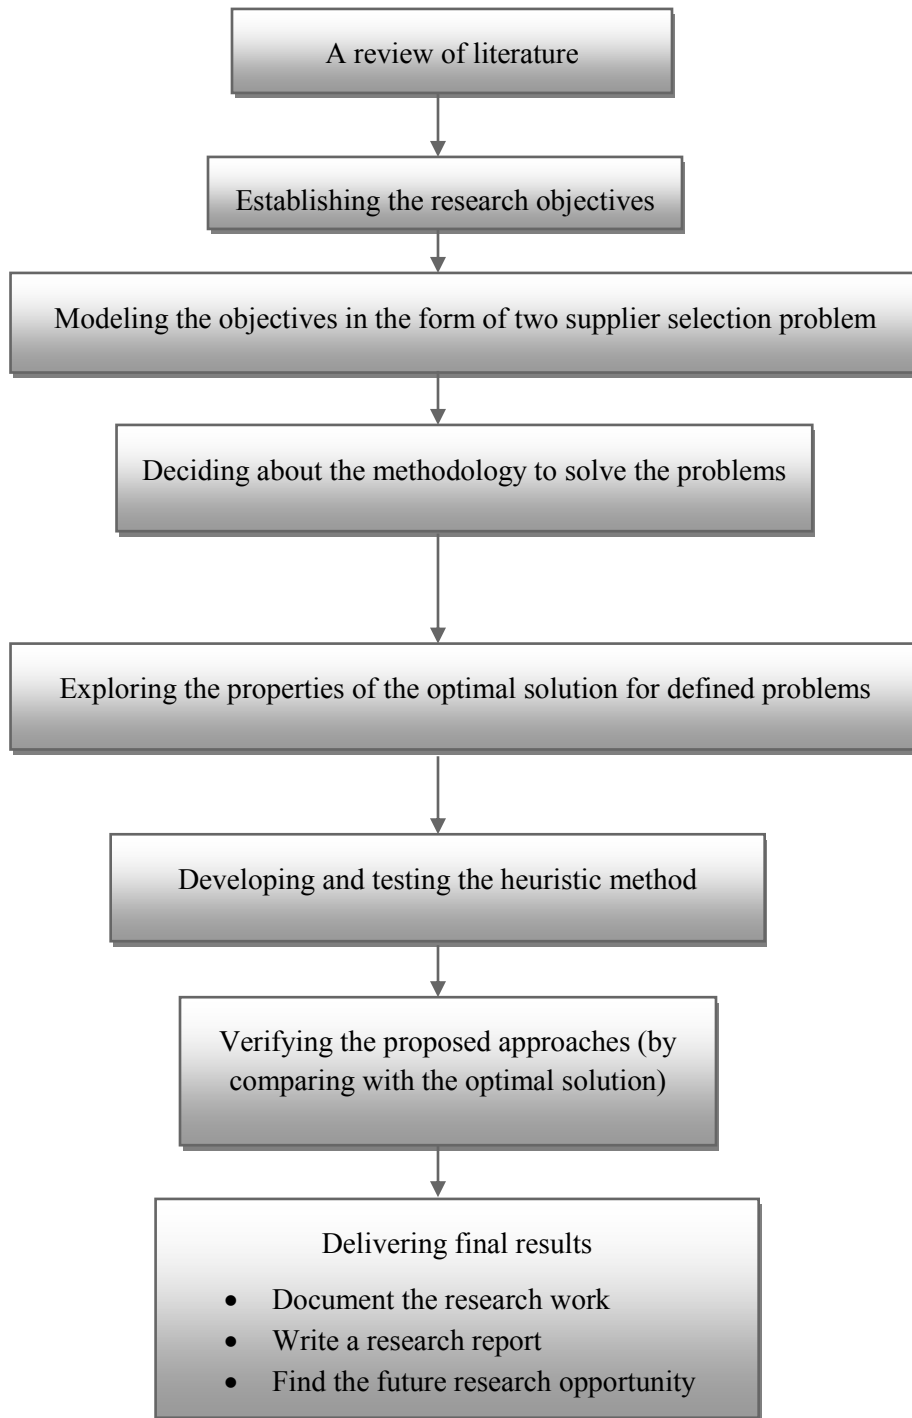 A review of literature
Establishing the research objectives
Modeling the objectives in the form of two supplier selection problem
Deciding about the methodology to solve the problems
Exploring the properties of the optimal solution for defined problems
Developing and testing the heuristic method
Verifying the proposed approaches (by
comparing with the optimal solution)
Delivering final results
• Document the research work
• Write a research report
• Find the future research opportunity